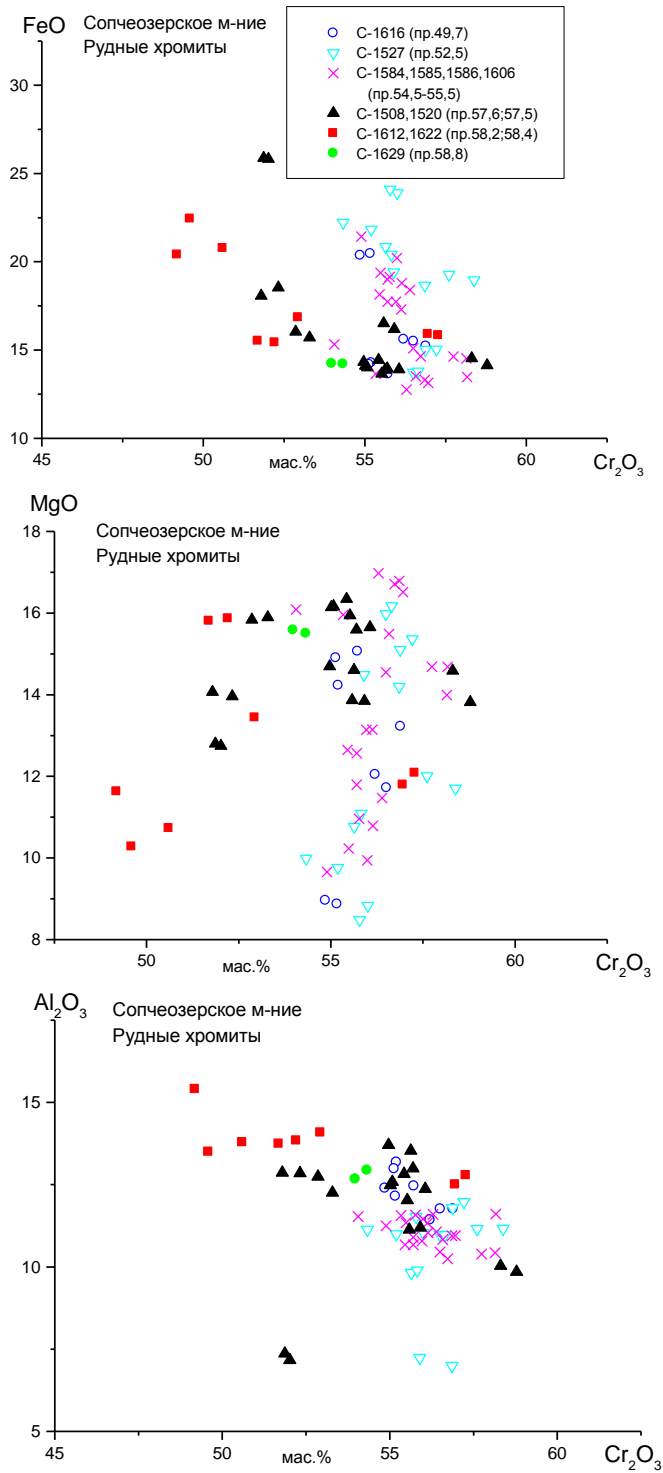 FeO
Сопчеозерское м-ние
Рудные хромиты
С-1616 (пр.49,7)
С-1527 (пр.52,5)
С-1584,1585,1586,1606
(пр.54,5-55,5)
С-1508,1520 (пр.57,6;57,5)
С-1612,1622 (пр.58,2;58,4)
С-1629 (пр.58,8)
30
25
20
15
10
45
50
55
60
мас.%
Cr₂O₃
MgO
Сопчеозерское м-ние
Рудные хромиты
18
16
14
12
10
8
50
55
60
мас.%
Cr₂O₃
Al₂O₃
Сопчеозерское м-ние
Рудные хромиты
15
10
5
45
50
55
60
мас.%
Cr₂O₃